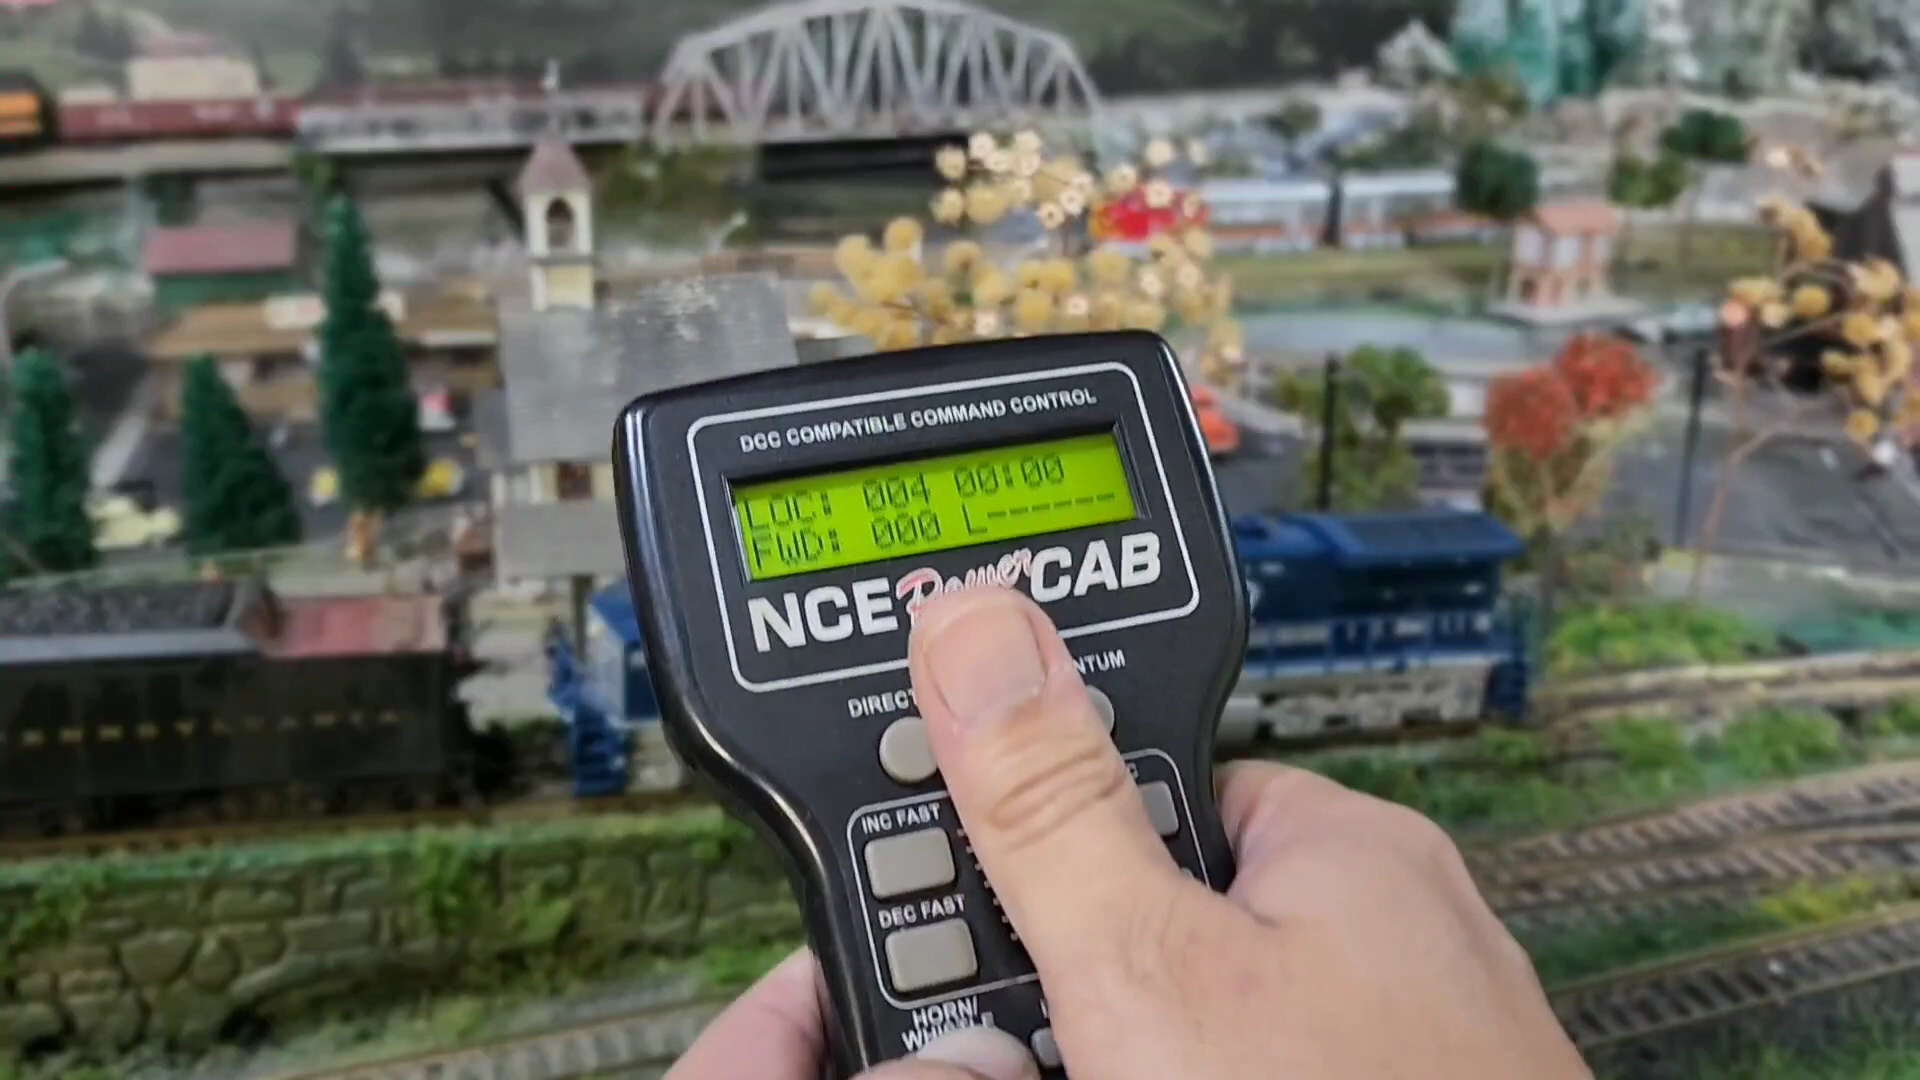 DCC COMPATIBLE COMMAND CONTROL
LOC: 004 00:00
FWD: 000 L------
NCE Power CAB
DIRECT
NTUM
INC FAST
DEC FAST
HORN/
WHISTLE